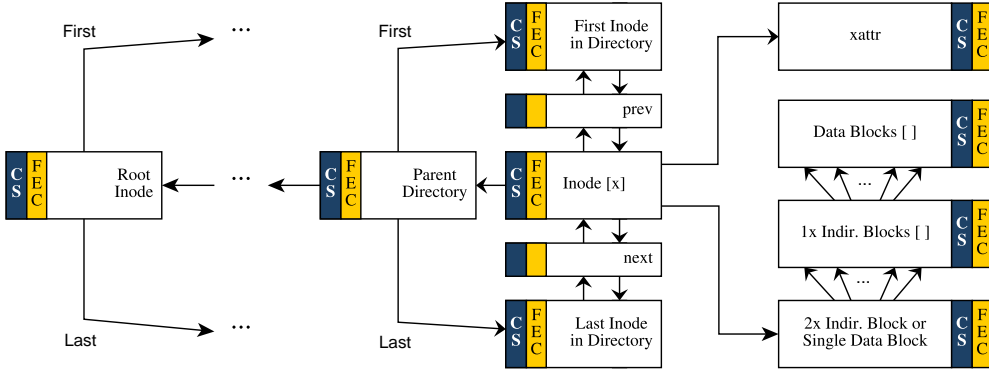 First
...
First
CS
FEC
First Inode
in Directory
xattr
CS
FEC
prev
Data Blocks [ ]
CS
FEC
CS
FEC
Root
Inode
...
CS
FEC
Parent
Directory
CS
FEC
Inode [x]
...
1x Indir. Blocks [ ]
CS
FEC
next
...
Last
...
Last
CS
FEC
Last Inode
in Directory
2x Indir. Block or
Single Data Block
CS
FEC